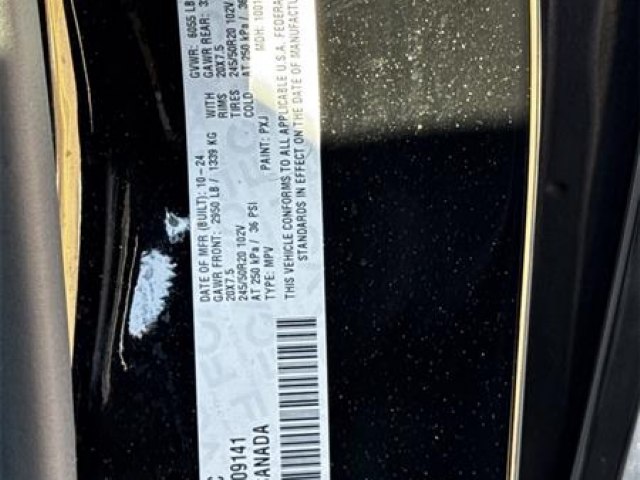 DATE OF MFR (BUILT): 10-24 GVWR: 6055 LB
GAWR FRONT: 2950 LB / 1339 KG WITH GAWR REAR:
20X7.5 RIMS 20X7.5
245/50R20 102V TIRES 245/50R20 102V
AT 250 kPa / 36 PSI COLD AT 250 kPa / 36
TYPE: MPV PAINT: PXJ MDH: 1001
THIS VEHICLE CONFORMS TO ALL APPLICABLE U.S.A. FEDERAL
STANDARDS IN EFFECT ON THE DATE OF MANUFACTURE
C
09141
CANADA